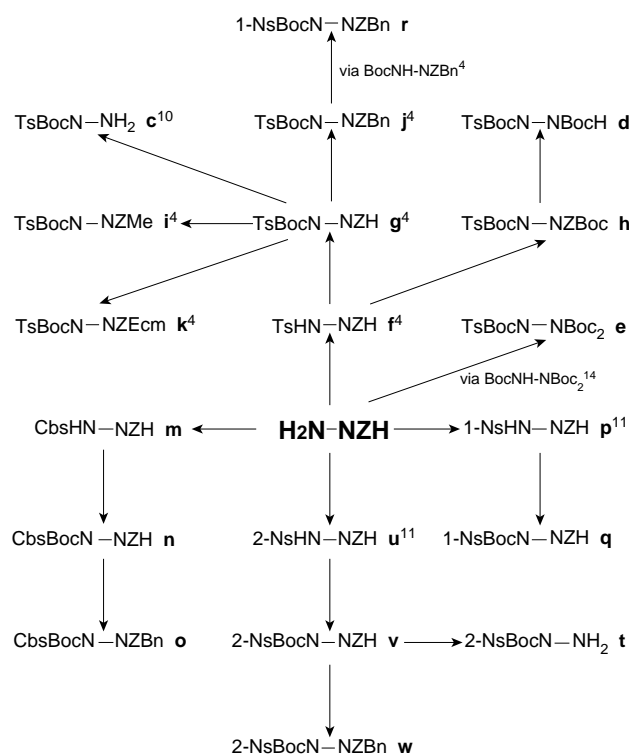 1-NsBocN–NZBn r
via BocNH-NZBn⁴
TsBocN–NH₂ c¹⁰ TsBocN–NZBn j⁴ TsBocN–NBocH d
TsBocN–NZMe i⁴ TsBocN–NZH g⁴ TsBocN–NZBoc h
TsBocN–NZEcm k⁴ TsHN–NZH f⁴ TsBocN–NBoc₂ e
via BocNH-NBoc₂¹⁴
CbsHN–NZH m H₂N–NZH 1-NsHN–NZH p¹¹
CbsBocN–NZH n 2-NsHN–NZH u¹¹ 1-NsBocN–NZH q
CbsBocN–NZBn o 2-NsBocN–NZH v 2-NsBocN–NH₂ t
2-NsBocN–NZBn w